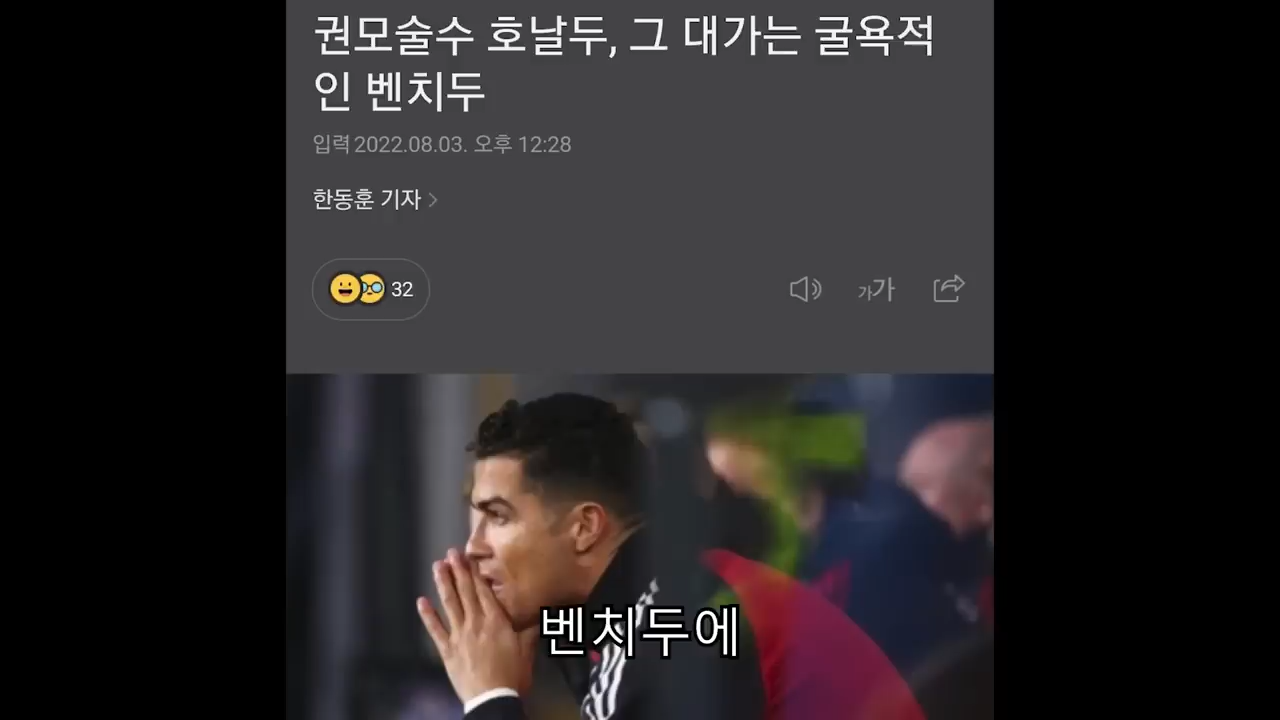 권모술수 호날두, 그 대가는 굴욕적
인 벤치두
입력 2022.08.03. 오후 12:28
한동훈 기자
32
가가
벤치두에